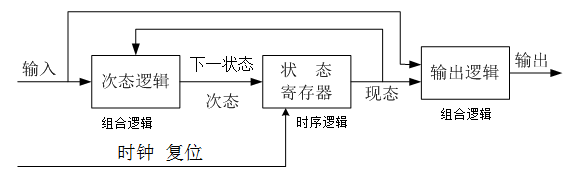 输入
次态逻辑
组合逻辑
下一状态
次态
状 态
寄存器
时序逻辑
现态
输出逻辑
组合逻辑
输出
时钟 复位